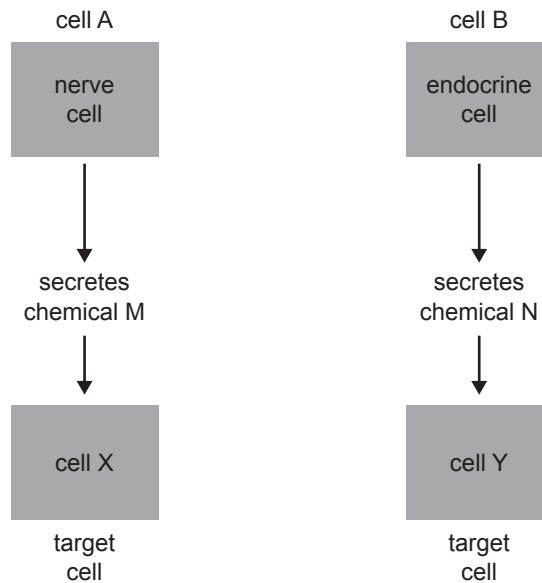 cell A
nerve
cell
secretes
chemical M
cell X
target
cell
cell B
endocrine
cell
secretes
chemical N
cell Y
target
cell